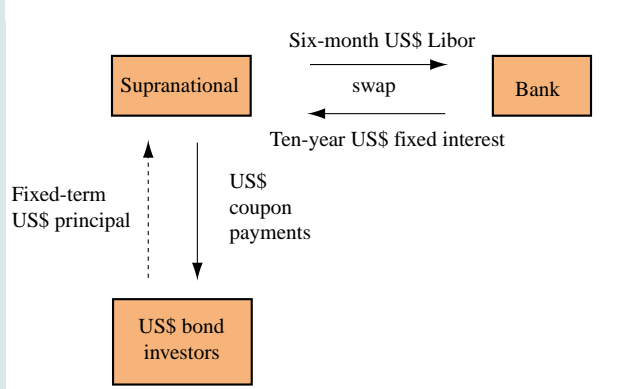 Six-month US$ Libor
Supranational
swap
Bank
Ten-year US$ fixed interest
Fixed-term
US$ principal
US$
coupon
payments
US$ bond
investors